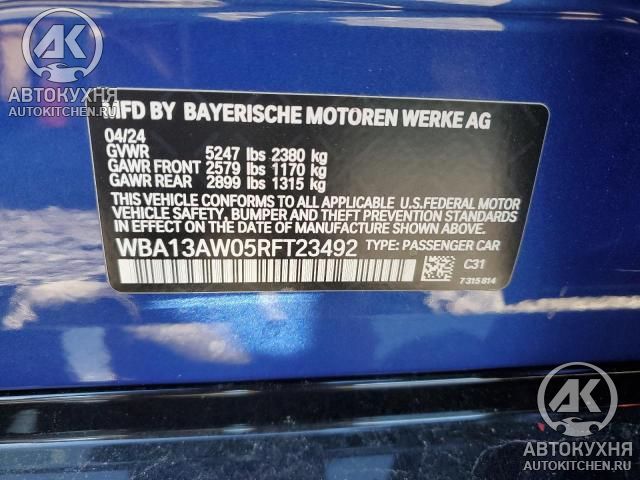 АВТОКУХНЯ
AUTOKITCHEN.RU
MFD BY BAYERISCHE MOTOREN WERKE AG
04/24
GVWR 5247 lbs 2380 kg
GAWR FRONT 2579 lbs 1170 kg
GAWR REAR 2899 lbs 1315 kg
THIS VEHICLE CONFORMS TO ALL APPLICABLE U.S.FEDERAL MOTOR
VEHICLE SAFETY, BUMPER AND THEFT PREVENTION STANDARDS
IN EFFECT ON THE DATE OF MANUFACTURE SHOWN ABOVE.
WBA13AW05RFT23492 TYPE: PASSENGER CAR
C31
7315814
AK
АВТОКУХНЯ
AUTOKITCHEN.RU